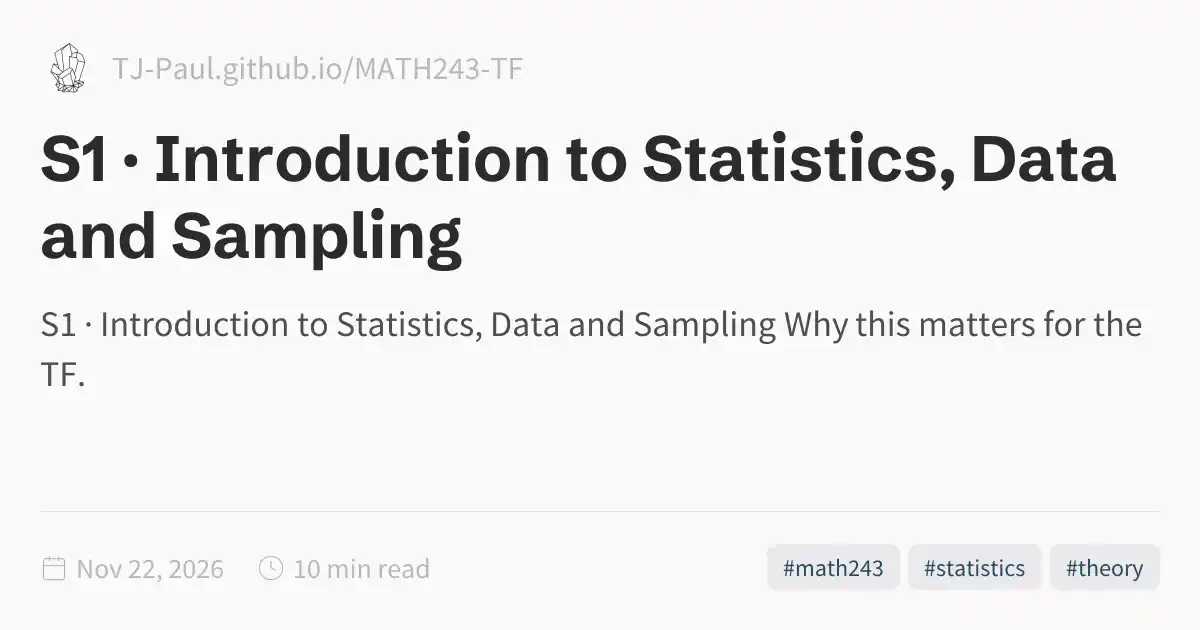 TJ-Paul.github.io/MATH243-TF
S1 · Introduction to Statistics, Data
and Sampling
S1 · Introduction to Statistics, Data and Sampling Why this matters for the
TF.
Nov 22, 2026 10 min read #math243 #statistics #theory